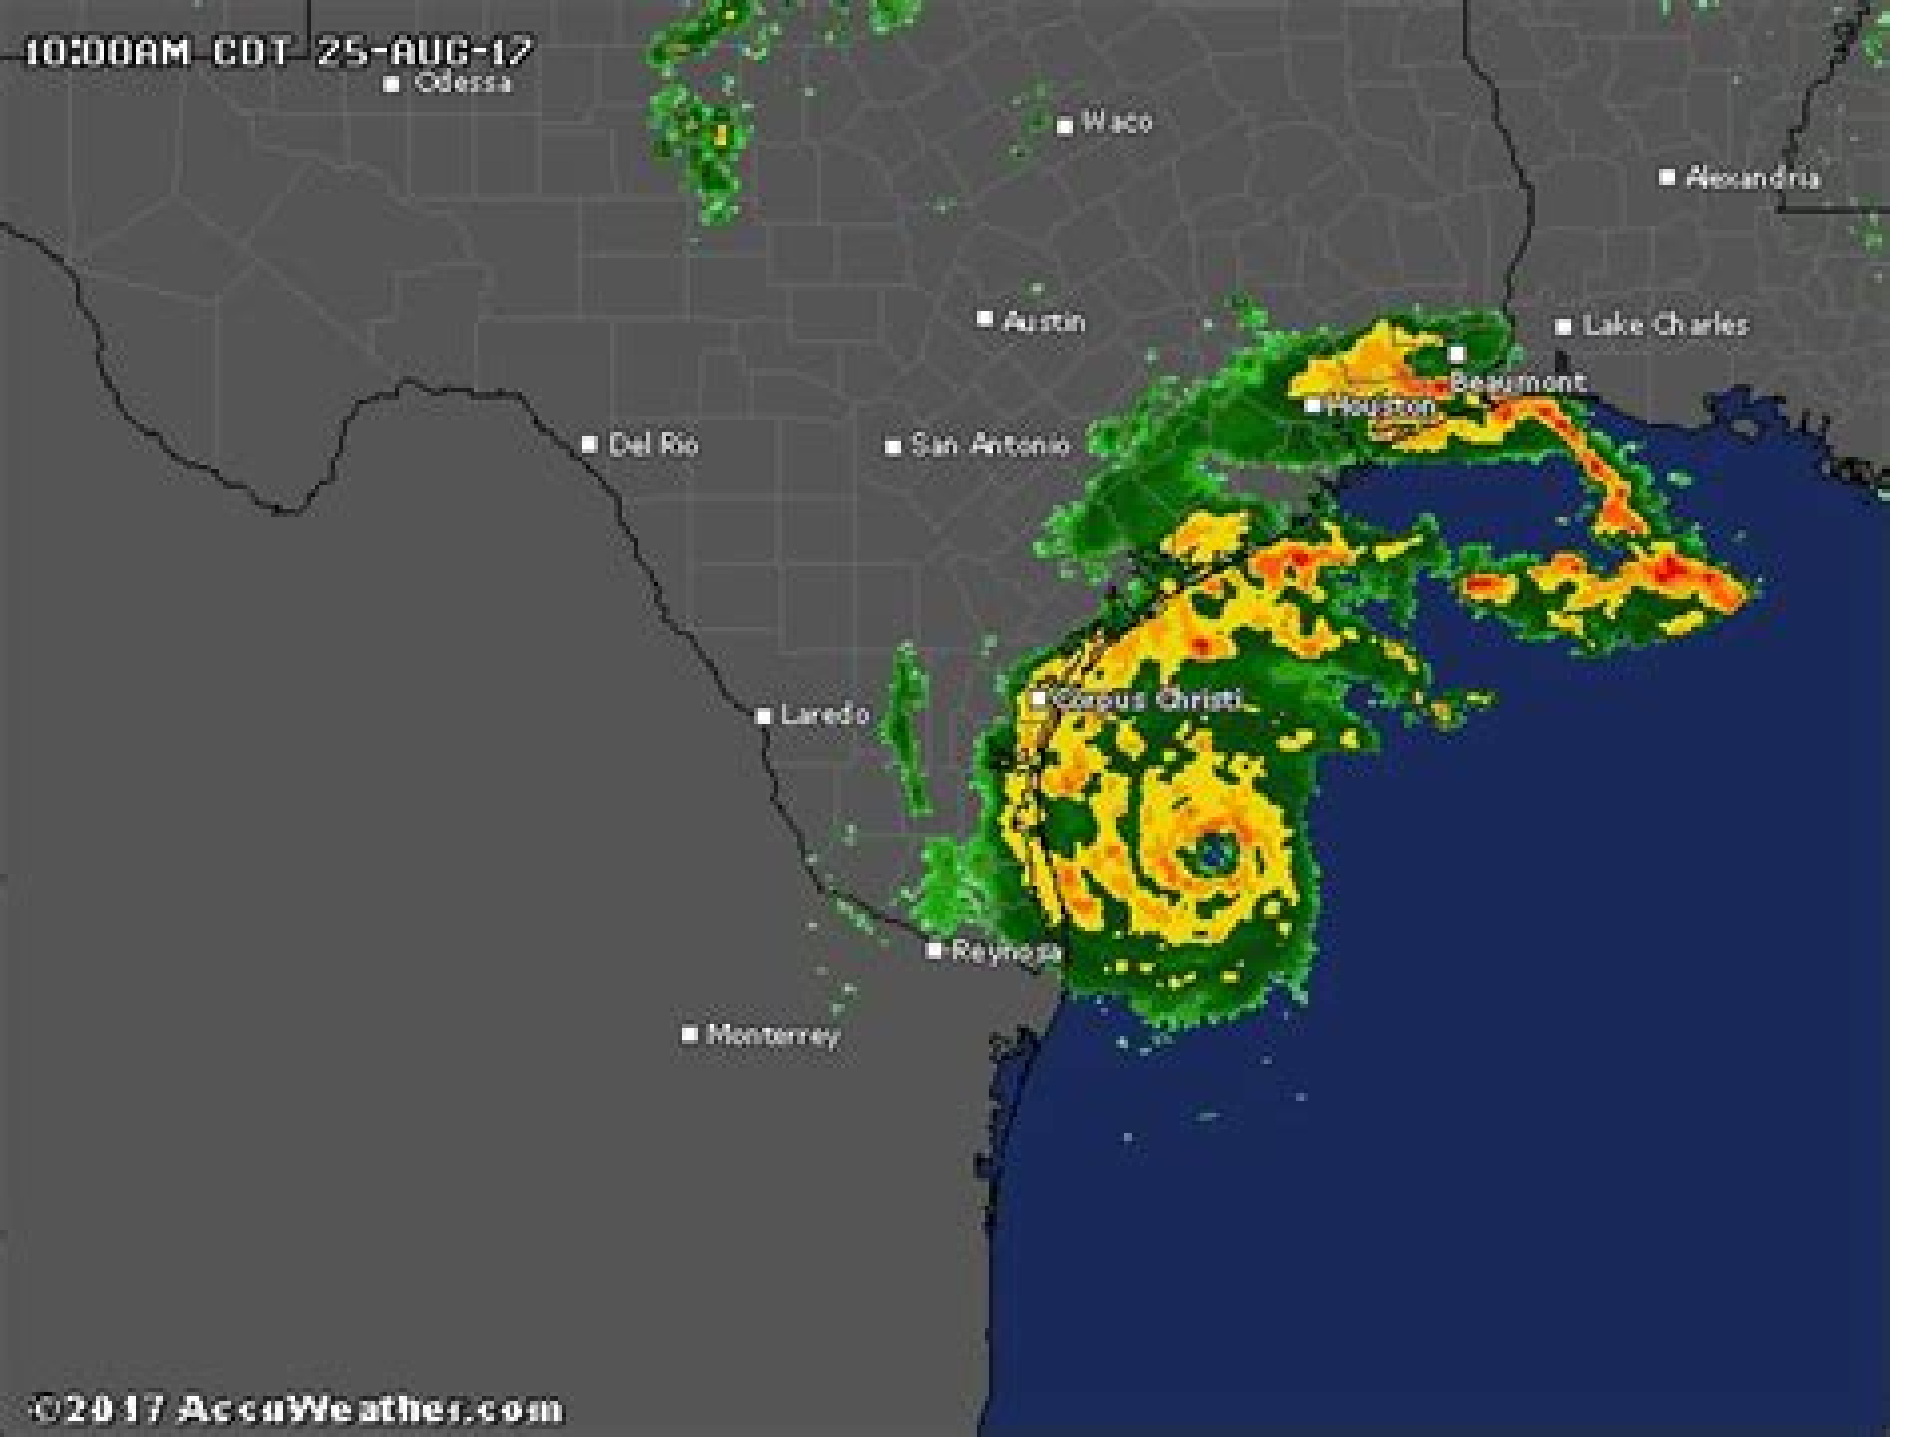 10:00AM CDT 25-AUG-17
Odessa
Waco
Alexandria
Austin
Lake Charles
Beaumont
Houston
Del Rio
San Antonio
Corpus Christi
Laredo
Reynosa
Monterrey
©2017 AccuWeather.com